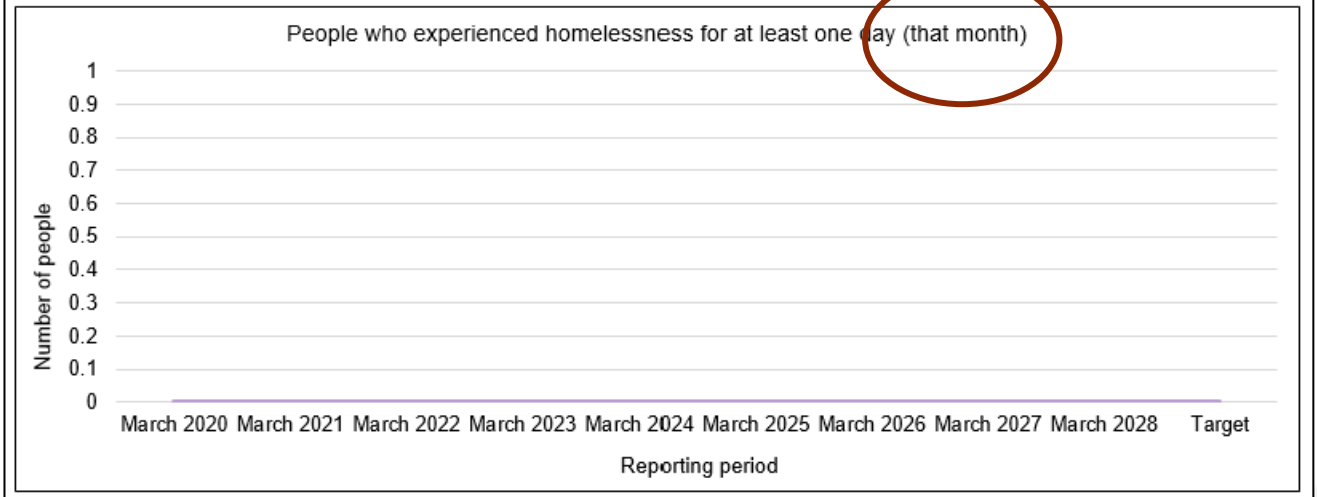 People who experienced homelessness for at least one day (that month)
1
0.9
0.8
0.7
0.6
0.5
0.4
0.3
0.2
0.1
0
Number of people
March 2020 March 2021 March 2022 March 2023 March 2024 March 2025 March 2026 March 2027 March 2028 Target
Reporting period